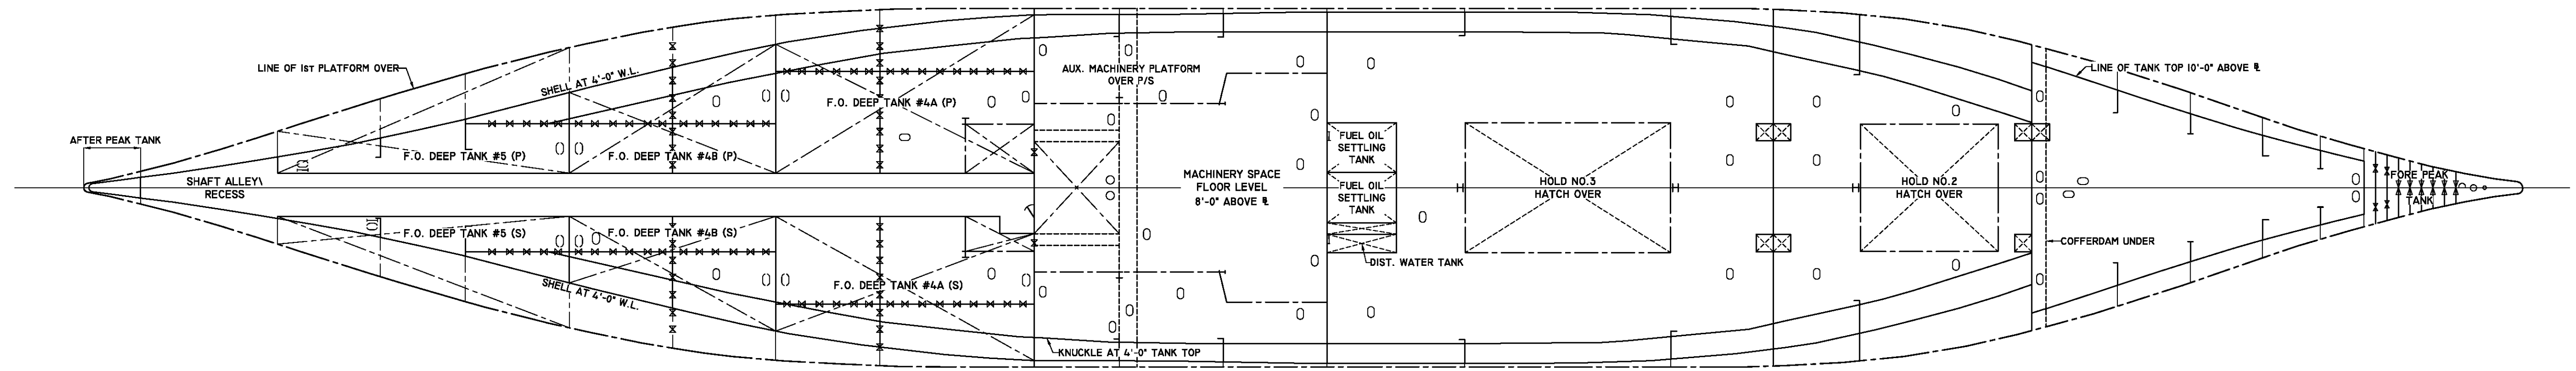 LINE OF 1ST PLATFORM OVER
SHELL AT 4'-0" W.L.
AUX. MACHINERY PLATFORM
OVER P/S
LINE OF TANK TOP 10'-0" ABOVE ⅊
AFTER PEAK TANK
F.O. DEEP TANK #4A (P)
F.O. DEEP TANK #5 (P)
F.O. DEEP TANK #4B (P)
FUEL OIL
SETTLING
TANK
SHAFT ALLEY\
RECESS
MACHINERY SPACE
FLOOR LEVEL
8'-0" ABOVE ⅊
FUEL OIL
SETTLING
TANK
HOLD NO.3
HATCH OVER
HOLD NO.2
HATCH OVER
FORE PEAK
TANK
F.O. DEEP TANK #5 (S)
F.O. DEEP TANK #4B (S)
COFFERDAM UNDER
DIST. WATER TANK
SHELL AT 4'-0" W.L.
F.O. DEEP TANK #4A (S)
KNUCKLE AT 4'-0" TANK TOP